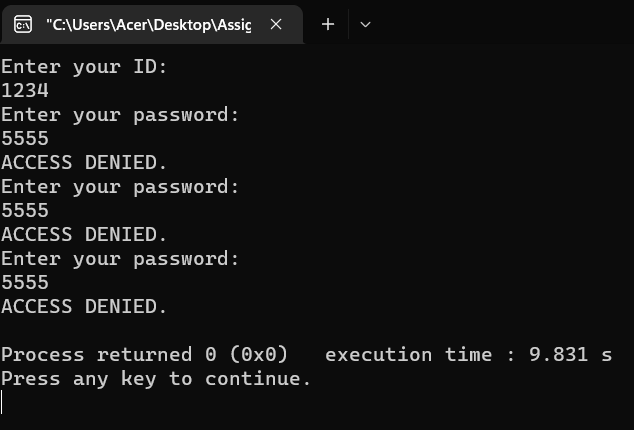 "C:\Users\Acer\Desktop\Assig
Enter your ID:
1234
Enter your password:
5555
ACCESS DENIED.
Enter your password:
5555
ACCESS DENIED.
Enter your password:
5555
ACCESS DENIED.
Process returned 0 (0x0)   execution time : 9.831 s
Press any key to continue.